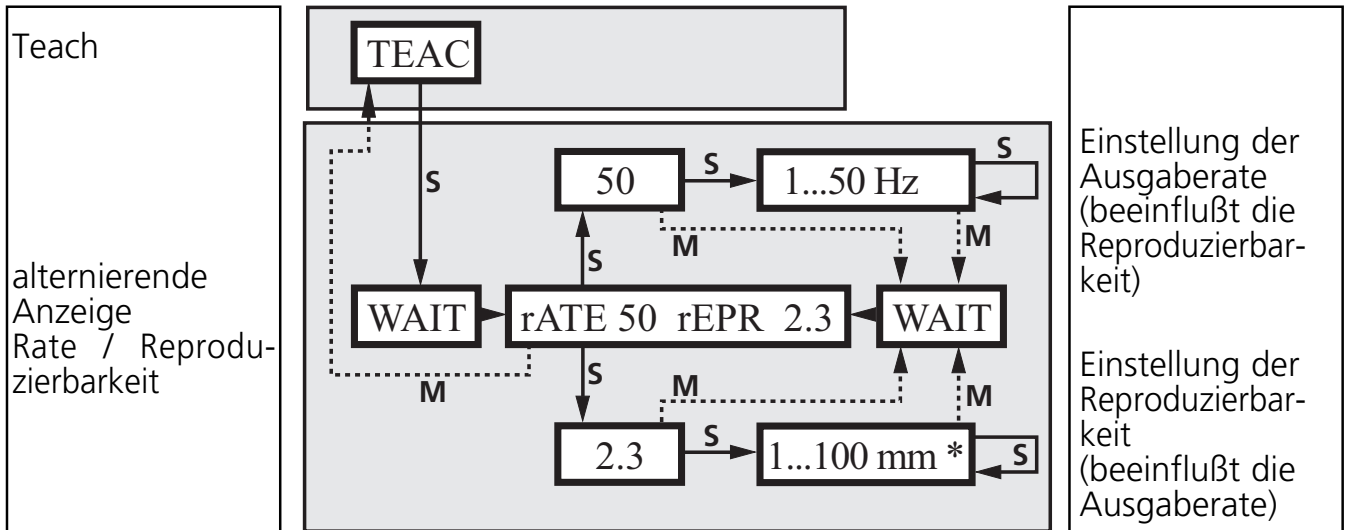 Teach
TEAC
S
50
S
1...50 Hz
S
M
M
S
WAIT
rATE 50 rEPR 2.3
WAIT
M
S
M
M
2.3
S
1...100 mm *
S
alternierende
Anzeige
Rate / Reprodu-
zierbarkeit
Einstellung der
Ausgaberate
(beeinflußt die
Reproduzierbar-
keit)
Einstellung der
Reproduzierbar-
keit
(beeinflußt die
Ausgaberate)